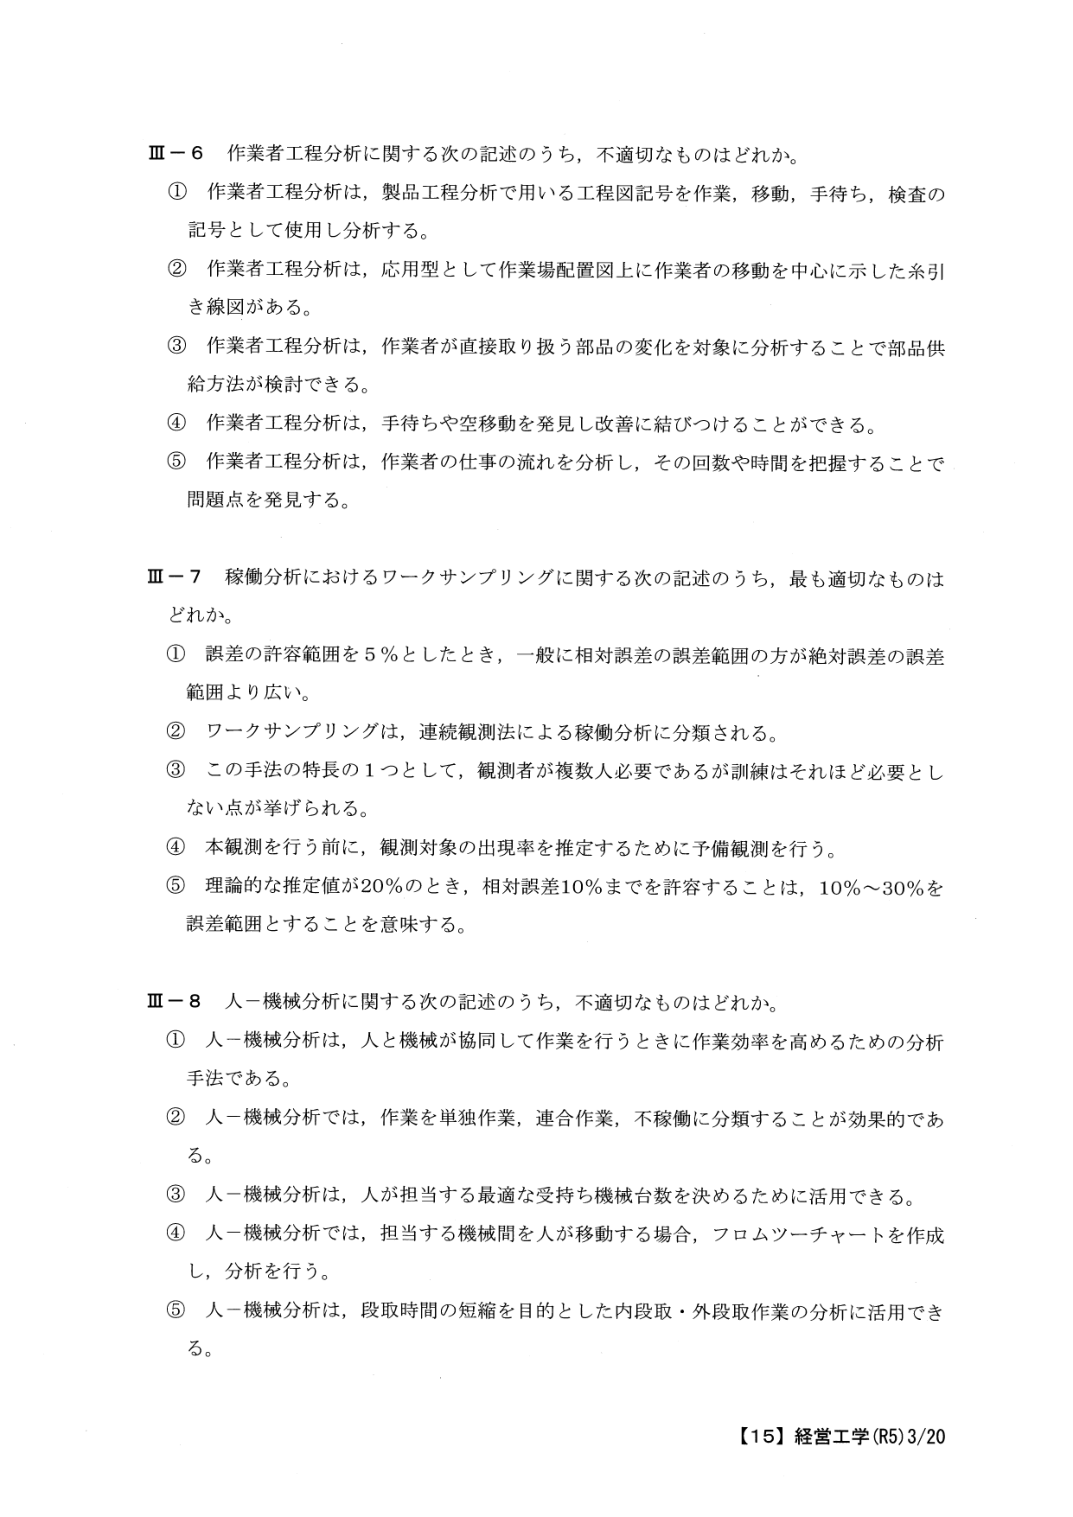 Ⅲ－6　作業者工程分析に関する次の記述のうち，不適切なものはどれか。
①　作業者工程分析は，製品工程分析で用いる工程図記号を作業，移動，手待ち，検査の
記号として使用し分析する。
②　作業者工程分析は，応用型として作業場配置図上に作業者の移動を中心に示した糸引
き線図がある。
③　作業者工程分析は，作業者が直接取り扱う部品の変化を対象に分析することで部品供
給方法が検討できる。
④　作業者工程分析は，手待ちや空移動を発見し改善に結びつけることができる。
⑤　作業者工程分析は，作業者の仕事の流れを分析し，その回数や時間を把握することで
問題点を発見する。
Ⅲ－7　稼働分析におけるワークサンプリングに関する次の記述のうち，最も適切なものは
どれか。
①　誤差の許容範囲を５％としたとき，一般に相対誤差の誤差範囲の方が絶対誤差の誤差
範囲より広い。
②　ワークサンプリングは，連続観測法による稼働分析に分類される。
③　この手法の特長の１つとして，観測者が複数人必要であるが訓練はそれほど必要とし
ない点が挙げられる。
④　本観測を行う前に，観測対象の出現率を推定するために予備観測を行う。
⑤　理論的な推定値が20％のとき，相対誤差10％までを許容することは，10％～30％を
誤差範囲とすることを意味する。
Ⅲ－8　人－機械分析に関する次の記述のうち，不適切なものはどれか。
①　人－機械分析は，人と機械が協同して作業を行うときに作業効率を高めるための分析
手法である。
②　人－機械分析では，作業を単独作業，連合作業，不稼働に分類することが効果的であ
る。
③　人－機械分析は，人が担当する最適な受持ち機械台数を決めるために活用できる。
④　人－機械分析では，担当する機械間を人が移動する場合，フロムツーチャートを作成
し，分析を行う。
⑤　人－機械分析は，段取時間の短縮を目的とした内段取・外段取作業の分析に活用でき
る。
【15】経営工学(R5)3/20